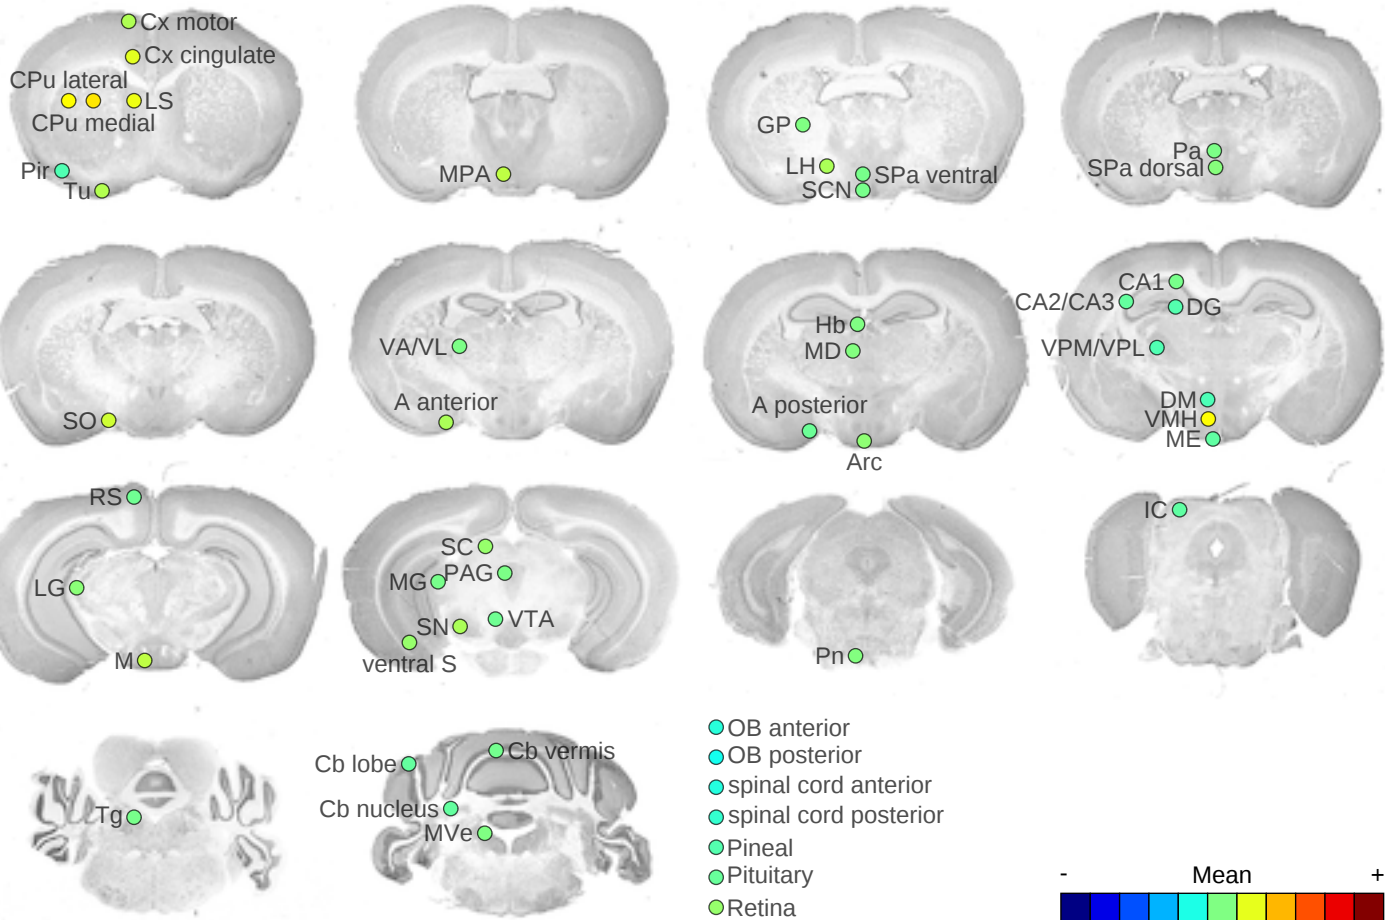 Cx motor
Cx cingulate
CPu lateral
LS
CPu medial
Pir
Tu
MPA
GP
LH
SPa ventral
SCN
Pa
SPa dorsal
SO
VA/VL
A anterior
Hb
MD
A posterior
Arc
CA1
CA2/CA3
DG
VPM/VPL
DM
VMH
ME
RS
LG
M
SC
MG
PAG
SN
VTA
ventral S
Pn
IC
Tg
Cb lobe
Cb vermis
Cb nucleus
MVe
OB anterior
OB posterior
spinal cord anterior
spinal cord posterior
Pineal
Pituitary
Retina
- Mean +